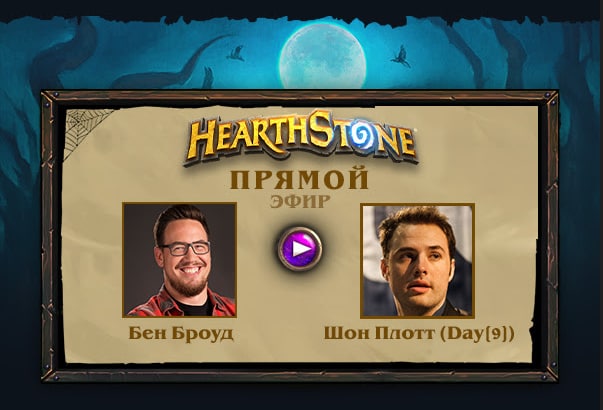 HEARTHSTONE
ПРЯМОЙ
ЭФИР
Бен Броуд
Шон Плотт (Day[9])